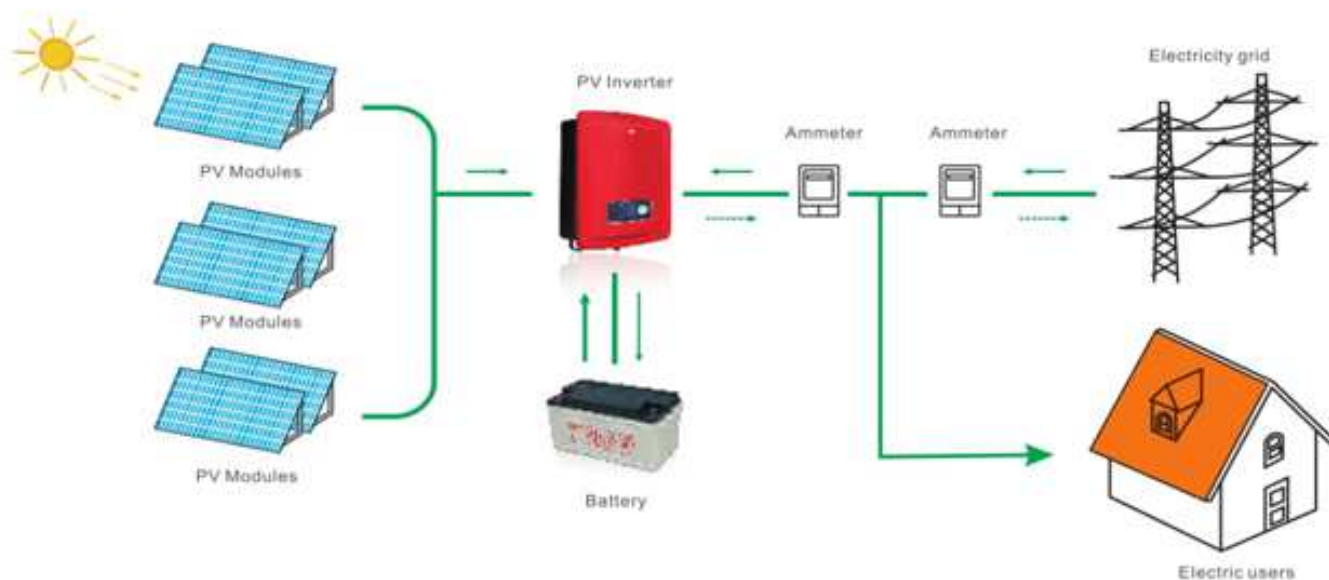 PV Inverter
Electricity grid
Ammeter
Ammeter
PV Modules
PV Modules
PV Modules
Battery
Electric users